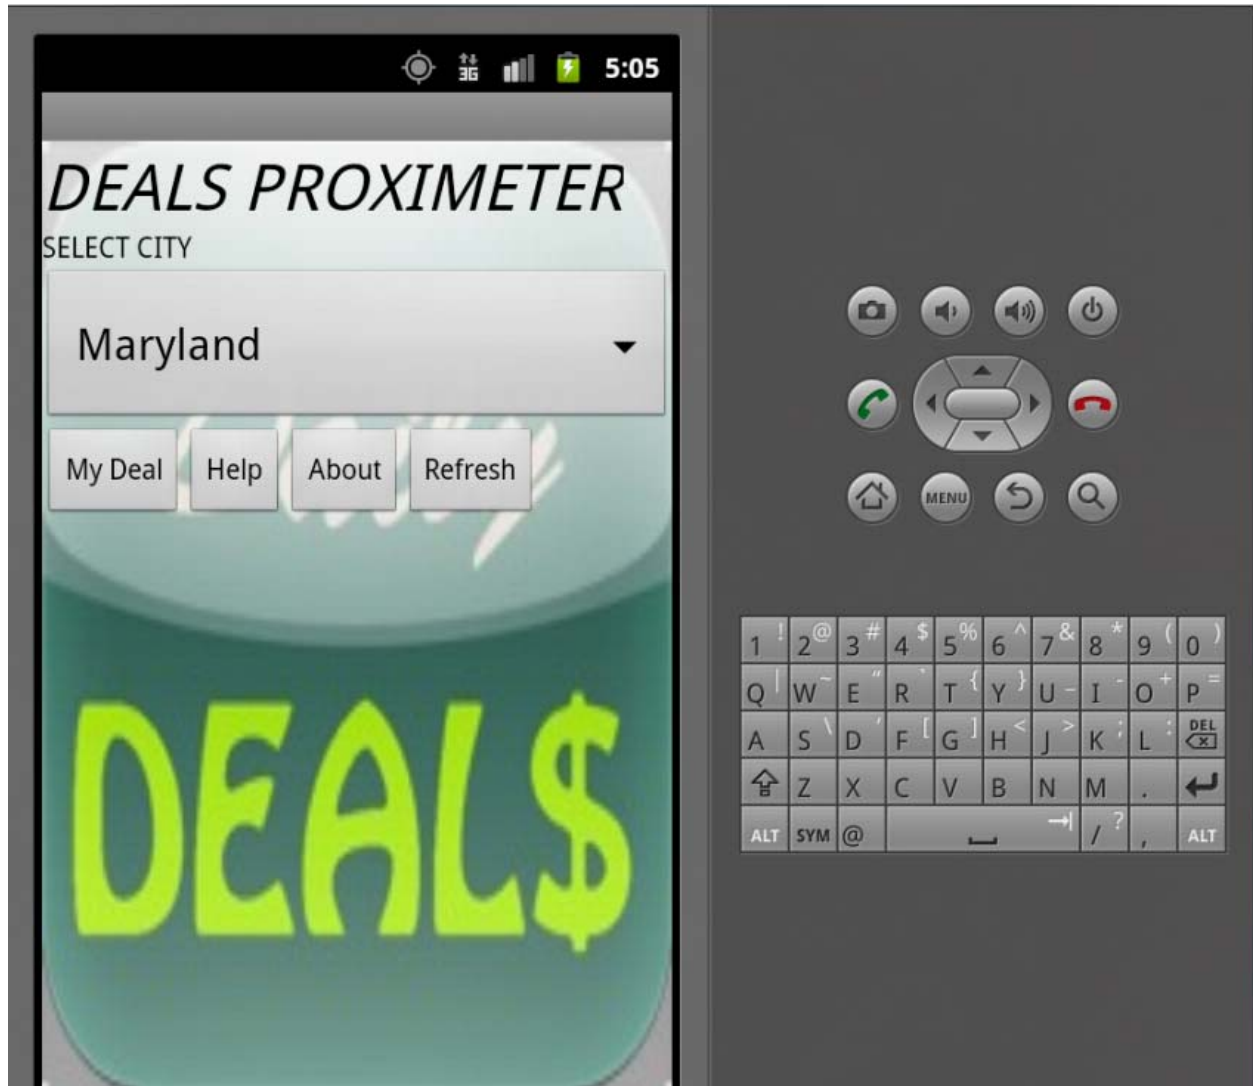 3G 5:05
DEALS PROXIMETER
SELECT CITY
Maryland
My Deal Help About Refresh
DEAL$
MENU
1 ! 2 @ 3 # 4 $ 5 % 6 ^ 7 & 8 * 9 ( 0 )
Q | W ~ E " R ` T { Y } U _ I - O + P =
A S \ D ' F [ G ] H < J > K ; L : DEL
Z X C V B N M .
ALT SYM @ / ? , ALT